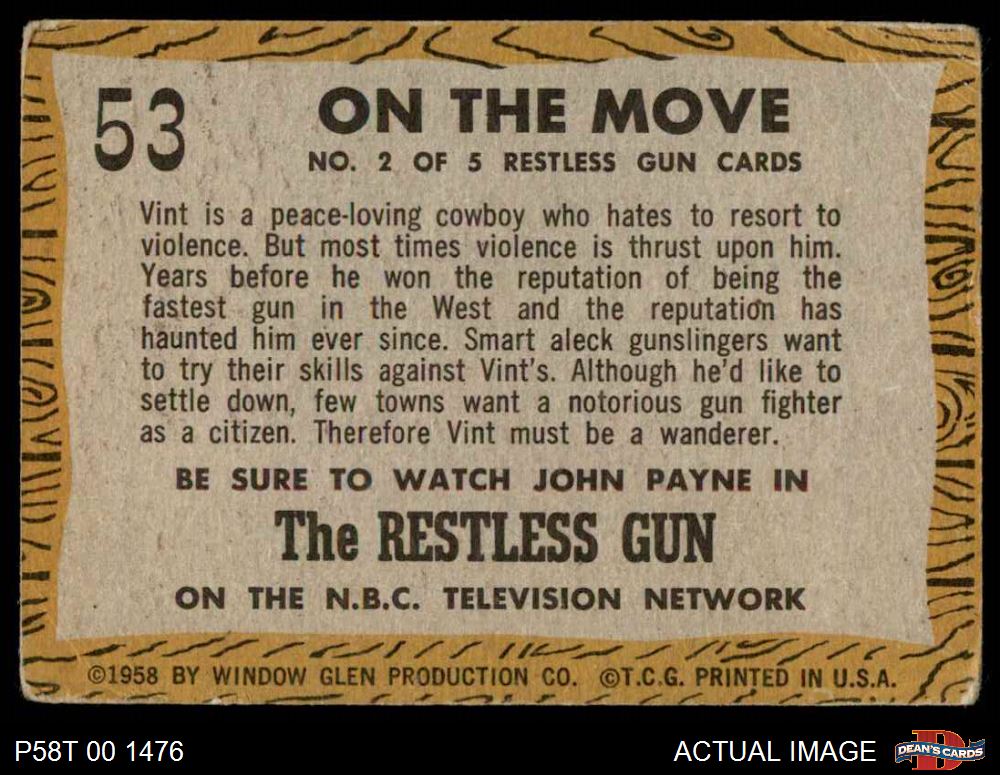 53
ON THE MOVE
NO. 2 OF 5 RESTLESS GUN CARDS
Vint is a peace-loving cowboy who hates to resort to
violence. But most times violence is thrust upon him.
Years before he won the reputation of being the
fastest gun in the West and the reputation has
haunted him ever since. Smart aleck gunslingers want
to try their skills against Vint's. Although he'd like to
settle down, few towns want a notorious gun fighter
as a citizen. Therefore Vint must be a wanderer.
BE SURE TO WATCH JOHN PAYNE IN
The RESTLESS GUN
ON THE N.B.C. TELEVISION NETWORK
©1958 BY WINDOW GLEN PRODUCTION CO. ©T.C.G. PRINTED IN U.S.A.
P58T 00 1476
ACTUAL IMAGE
D
DEAN'S CARDS